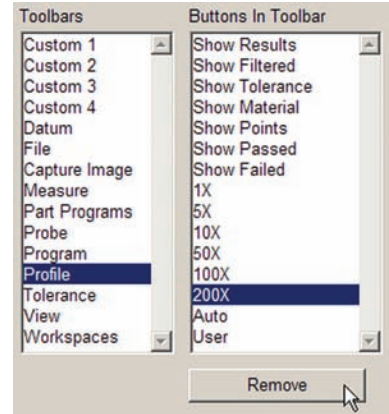 Toolbars
Custom 1
Custom 2
Custom 3
Custom 4
Datum
File
Capture Image
Measure
Part Programs
Probe
Program
Profile
Tolerance
View
Workspaces
Buttons In Toolbar
Show Results
Show Filtered
Show Tolerance
Show Material
Show Points
Show Passed
Show Failed
1X
5X
10X
50X
100X
200X
Auto
User
Remove